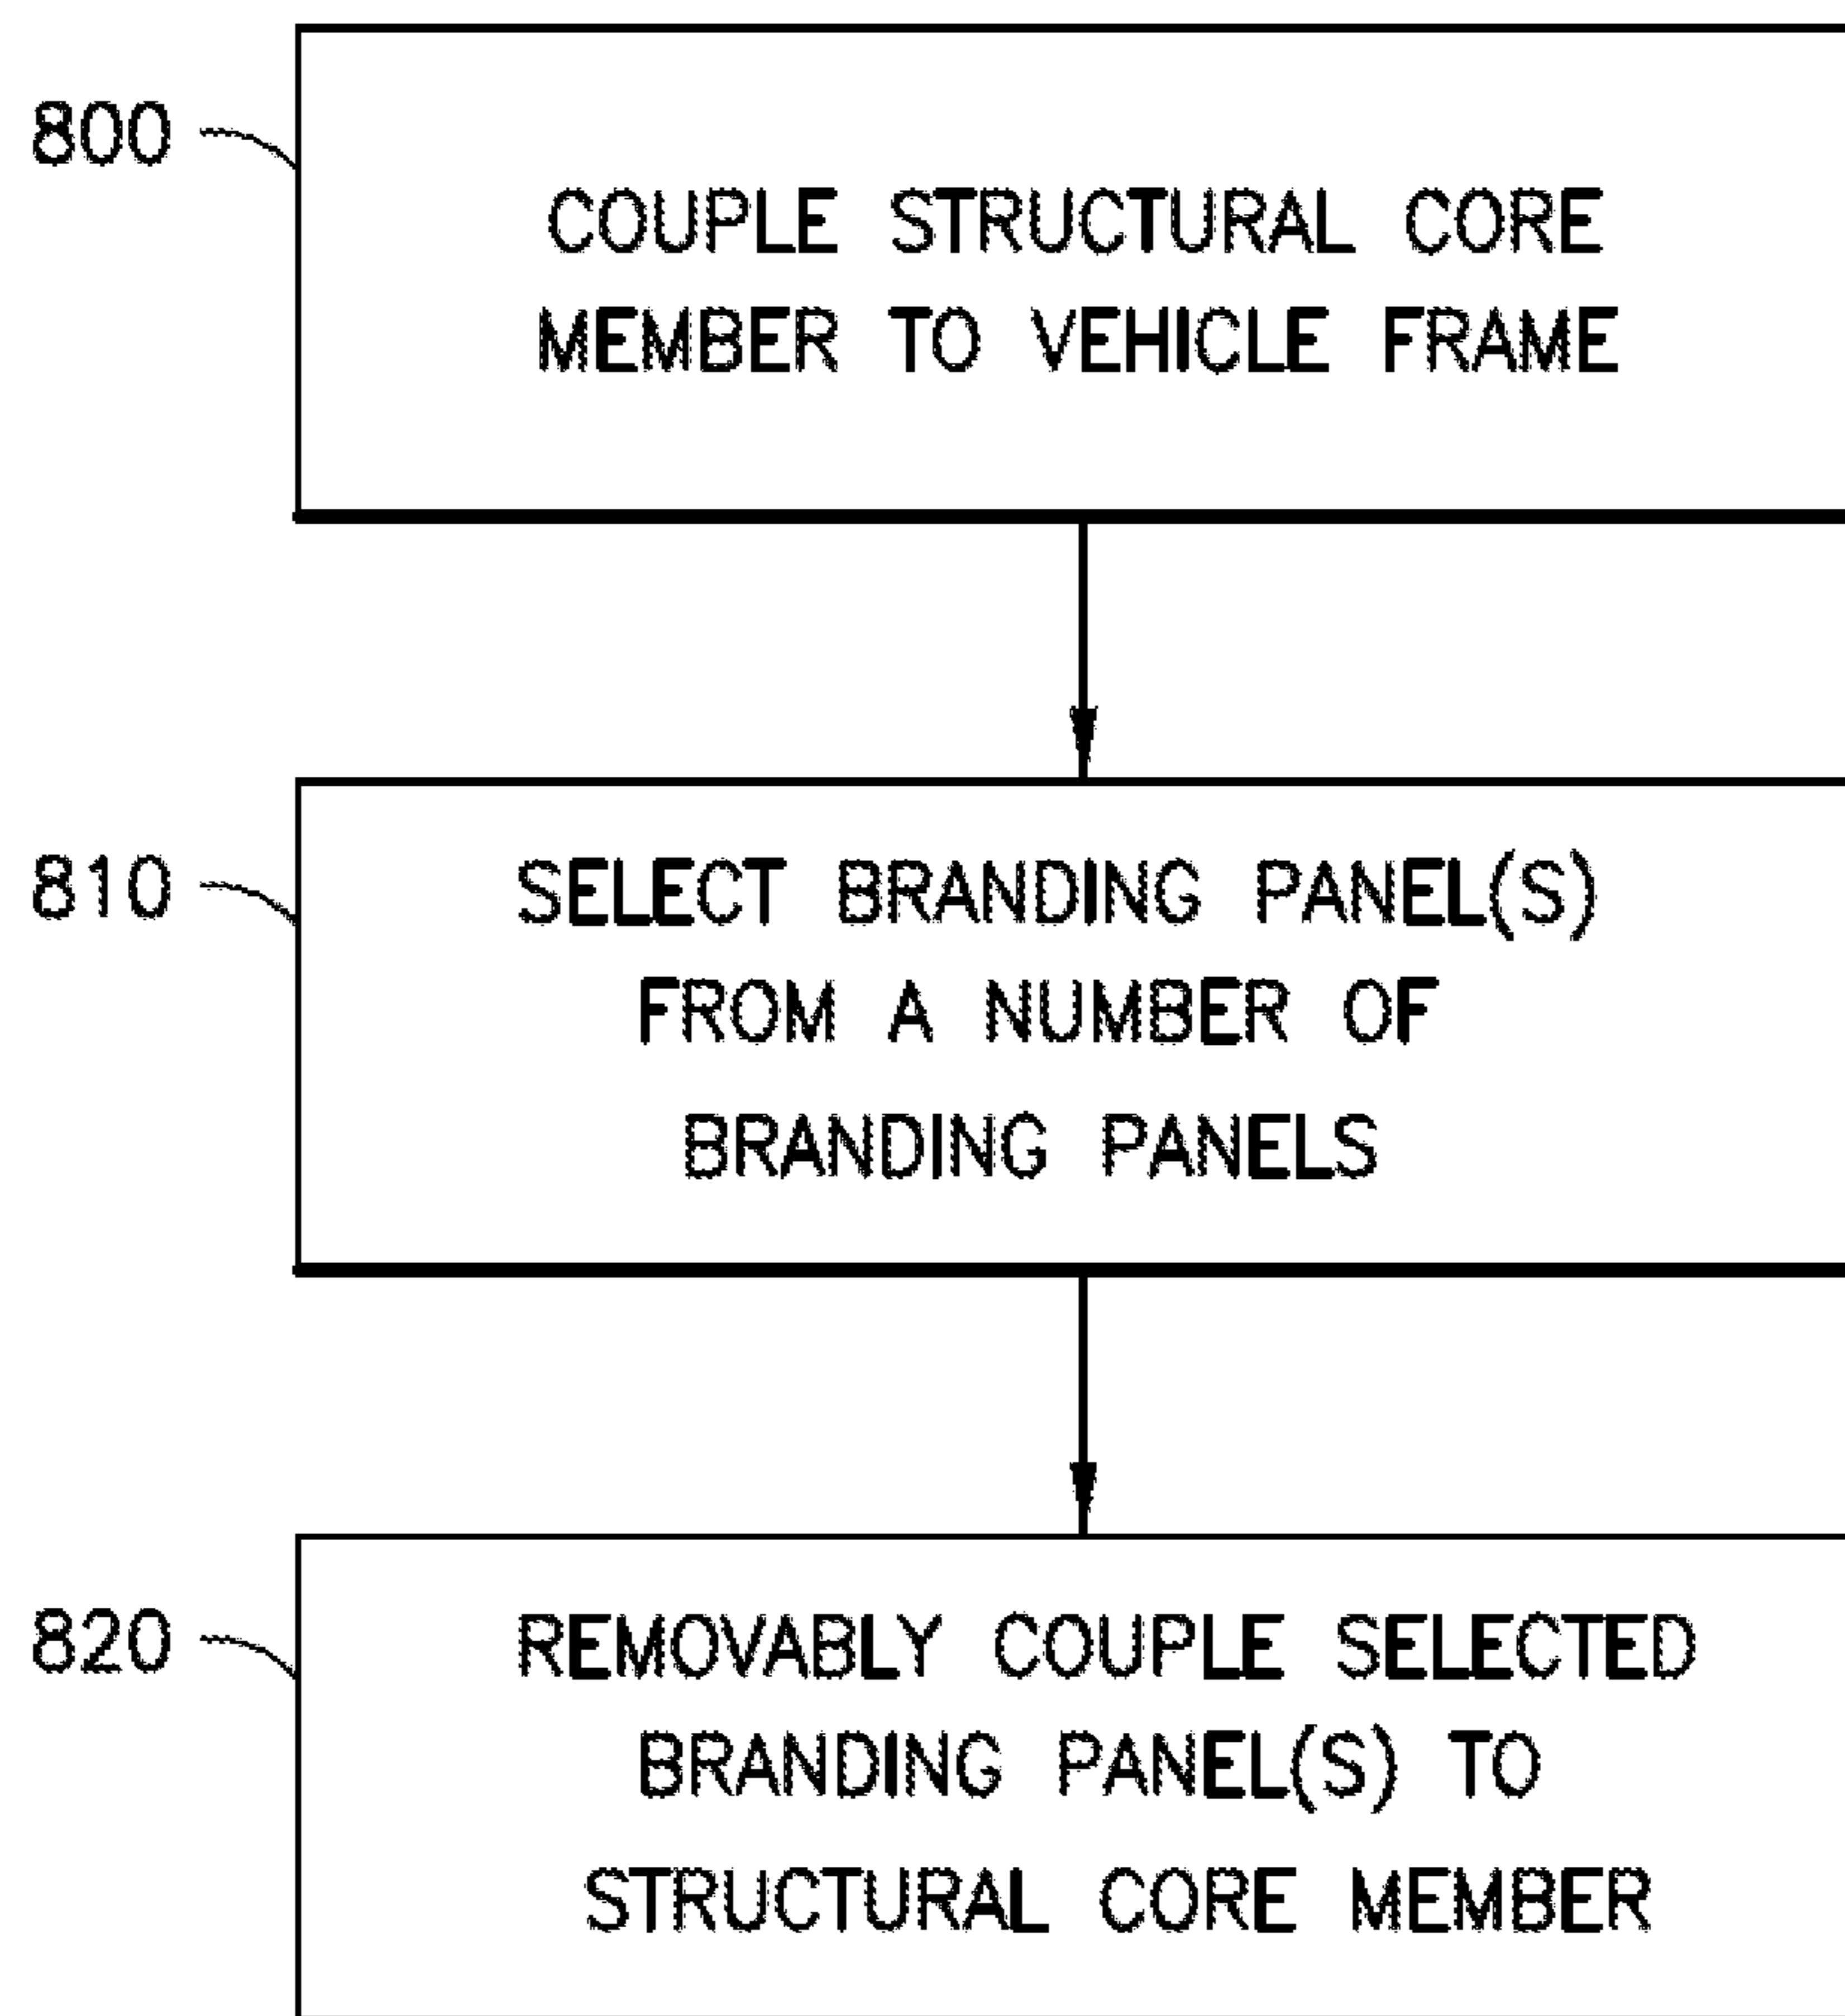 800
COUPLE STRUCTURAL CORE
MEMBER TO VEHICLE FRAME
810
SELECT BRANDING PANEL(S)
FROM A NUMBER OF
BRANDING PANELS
820
REMOVABLY COUPLE SELECTED
BRANDING PANEL(S) TO
STRUCTURAL CORE MEMBER